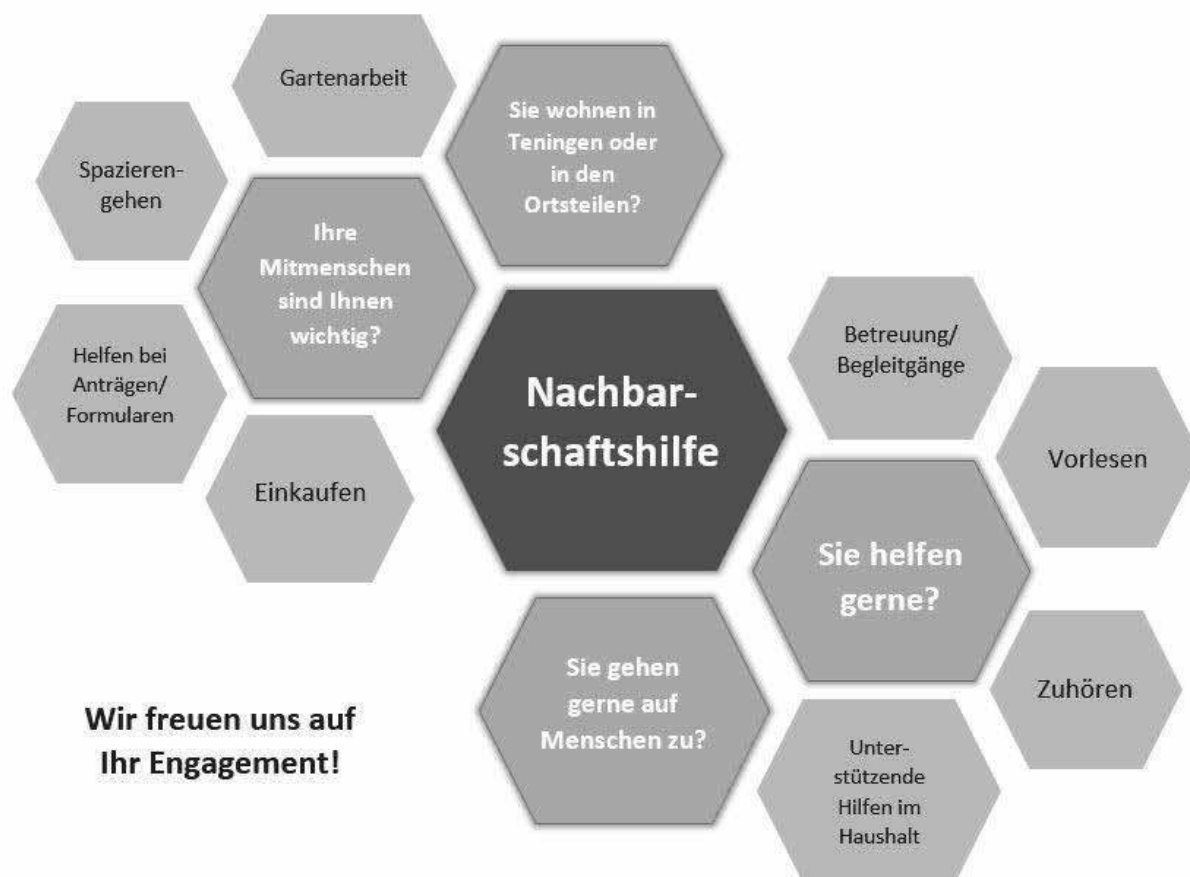 Gartenarbeit
Sie wohnen in
Teningen oder
in den
Ortsteilen?
Spazieren-
gehen
Ihre
Mitmenschen
sind Ihnen
wichtig?
Helfen bei
Anträgen/
Formularen
Einkaufen
Nachbar-
schaftshilfe
Betreuung/
Begleitgänge
Vorlesen
Sie helfen
gerne?
Zuhören
Sie gehen
gerne auf
Menschen zu?
Unter-
stützende
Hilfen im
Haushalt
Wir freuen uns auf
Ihr Engagement!